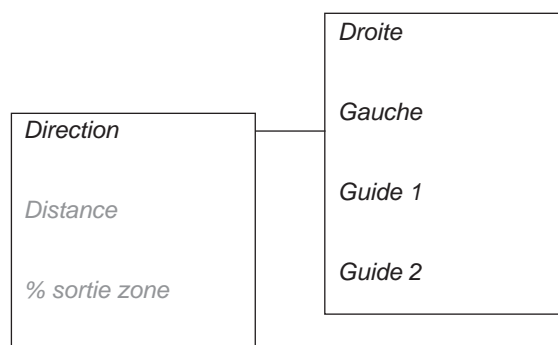 Direction
Distance
% sortie zone
Droite
Gauche
Guide 1
Guide 2